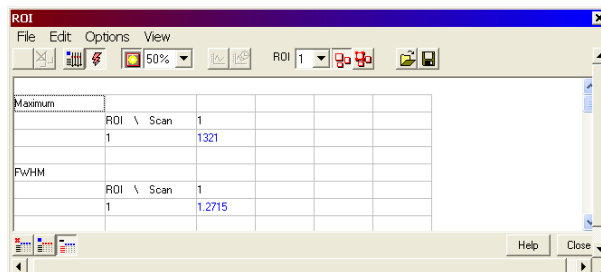 ROI
File Edit Options View
50% ROI 1
Maximum
ROI \ Scan 1
1 1321
FWHM
ROI \ Scan 1
1 1.2715
Help Close